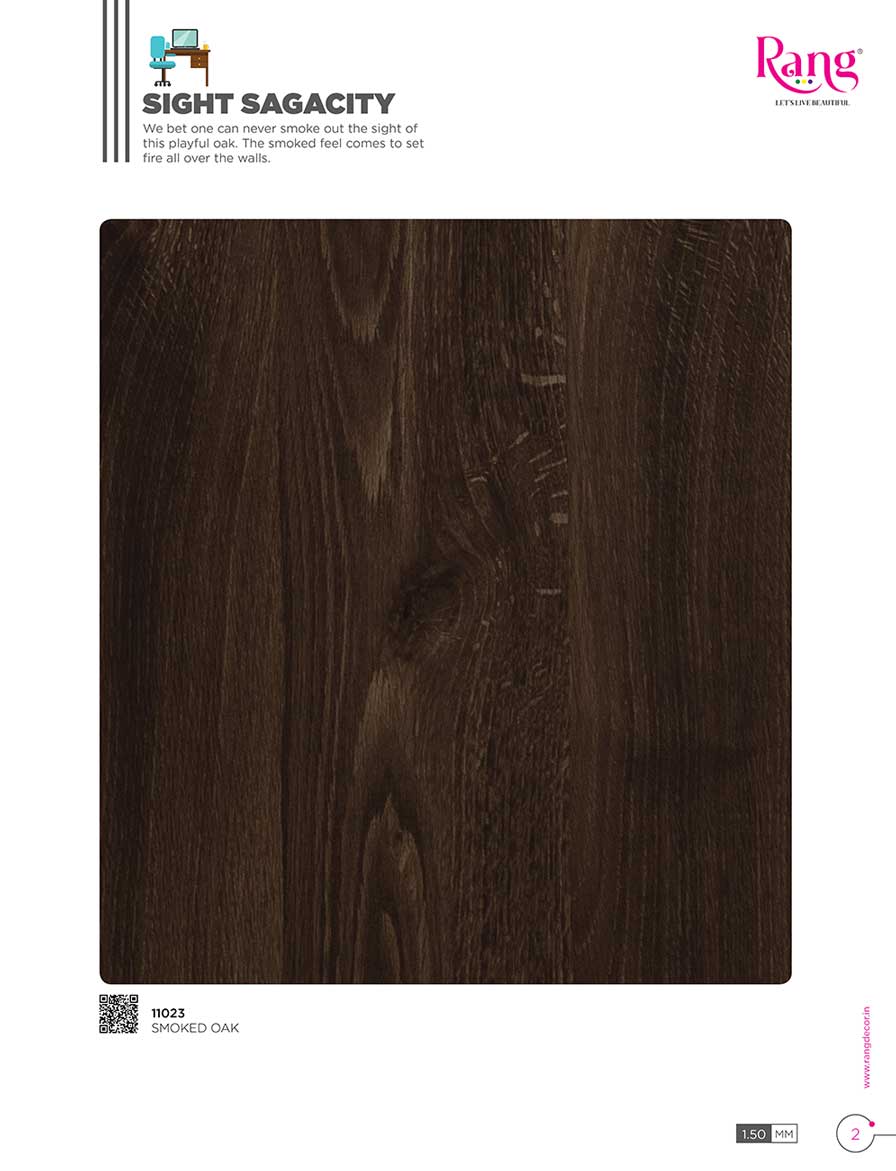 SIGHT SAGACITY
We bet one can never smoke out the sight of
this playful oak. The smoked feel comes to set
fire all over the walls.
Rang®
LET'S LIVE BEAUTIFUL
11023
SMOKED OAK
www.rangdecor.in
1.50 MM
2